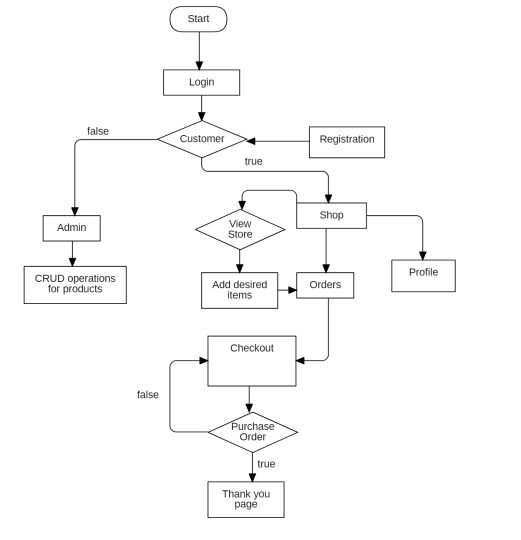 Start
Login
Customer
false
true
Registration
Admin
CRUD operations
for products
View
Store
Shop
Profile
Add desired
items
Orders
Checkout
false
Purchase
Order
true
Thank you
page